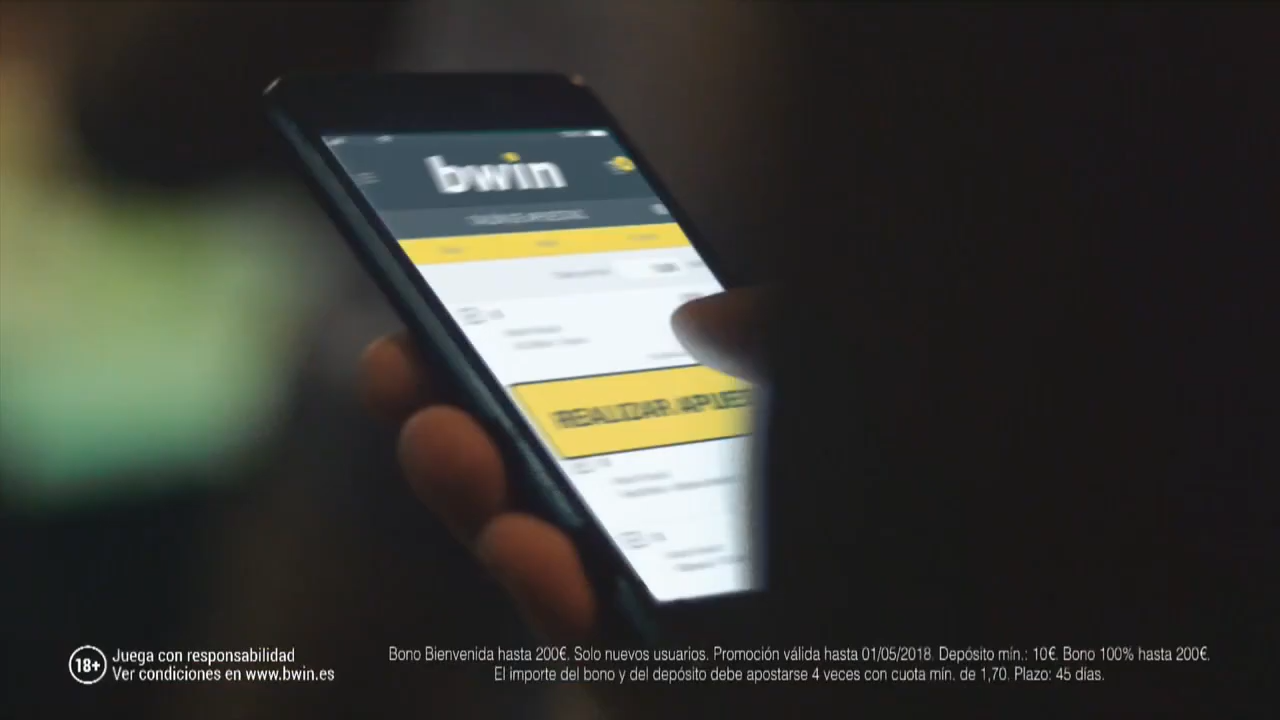 bwin
REALIZAR APUES
18+
Juega con responsabilidad
Ver condiciones en www.bwin.es
Bono Bienvenida hasta 200€. Solo nuevos usuarios. Promoción válida hasta 01/05/2018. Depósito mín.: 10€. Bono 100% hasta 200€.
El importe del bono y del depósito debe apostarse 4 veces con cuota mín. de 1,70. Plazo: 45 días.